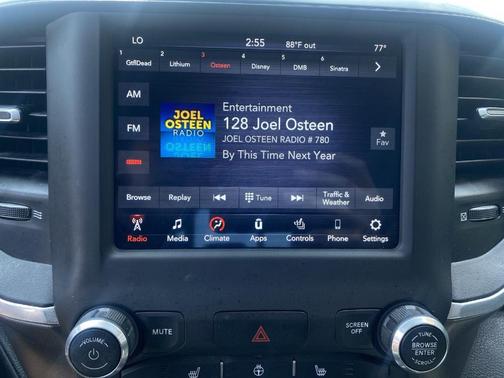 LO 2:55 88°F out 77°
1 2 3 4 5 6
GtflDead Lithium Osteen Disney DMB Sinatra
AM
FM
JOEL
OSTEEN
RADIO
Entertainment
128 Joel Osteen
JOEL OSTEEN RADIO # 780
By This Time Next Year
Fav
Browse Replay Tune Traffic & Weather Audio
Radio Media Climate Apps Controls Phone Settings
VOLUME
MUTE
SCREEN OFF
TUNE
BROWSE
ENTER
SCROLL